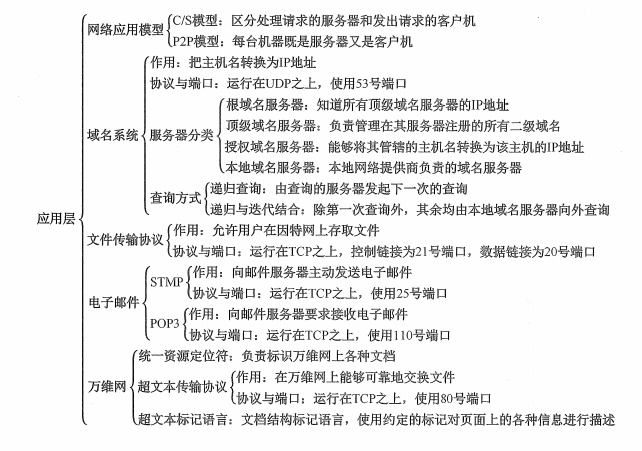 应用层
网络应用模型
C/S模型：区分处理请求的服务器和发出请求的客户机
P2P模型：每台机器既是服务器又是客户机
域名系统
作用：把主机名转换为IP地址
协议与端口：运行在UDP之上，使用53号端口
服务器分类
根域名服务器：知道所有顶级域名服务器的IP地址
顶级域名服务器：负责管理在其服务器注册的所有二级域名
授权域名服务器：能够将其管辖的主机名转换为该主机的IP地址
本地域名服务器：本地网络提供商负责的域名服务器
查询方式
递归查询：由查询的服务器发起下一次的查询
递归与迭代结合：除第一次查询外，其余均由本地域名服务器向外查询
文件传输协议
作用：允许用户在因特网上存取文件
协议与端口：运行在TCP之上，控制链接为21号端口，数据链接为20号端口
电子邮件
STMP
作用：向邮件服务器主动发送电子邮件
协议与端口：运行在TCP之上，使用25号端口
POP3
作用：向邮件服务器要求接收电子邮件
协议与端口：运行在TCP之上，使用110号端口
万维网
统一资源定位符：负责标识万维网上各种文档
超文本传输协议
作用：在万维网上能够可靠地交换文件
协议与端口：运行在TCP之上，使用80号端口
超文本标记语言：文档结构标记语言，使用约定的标记对页面上的各种信息进行描述